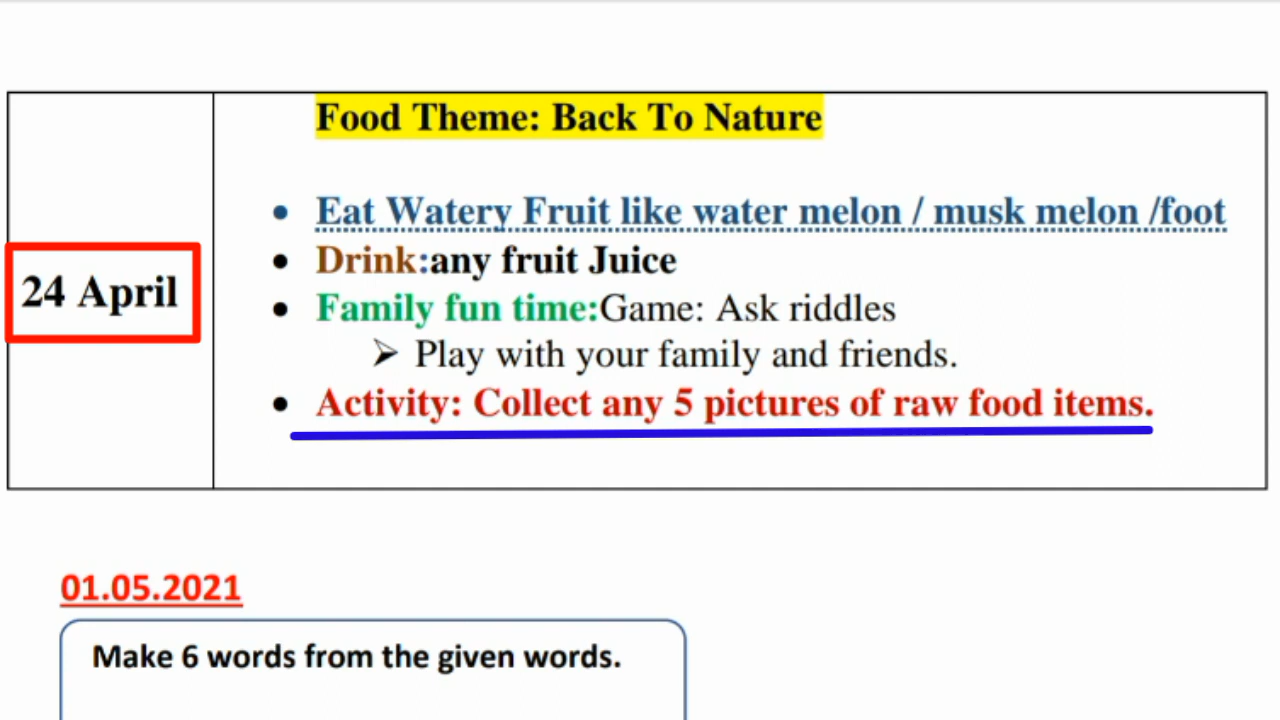 Food Theme: Back To Nature
• Eat Watery Fruit like water melon / musk melon /foot
• Drink:any fruit Juice
24 April
• Family fun time:Game: Ask riddles
➢ Play with your family and friends.
• Activity: Collect any 5 pictures of raw food items.
01.05.2021
Make 6 words from the given words.